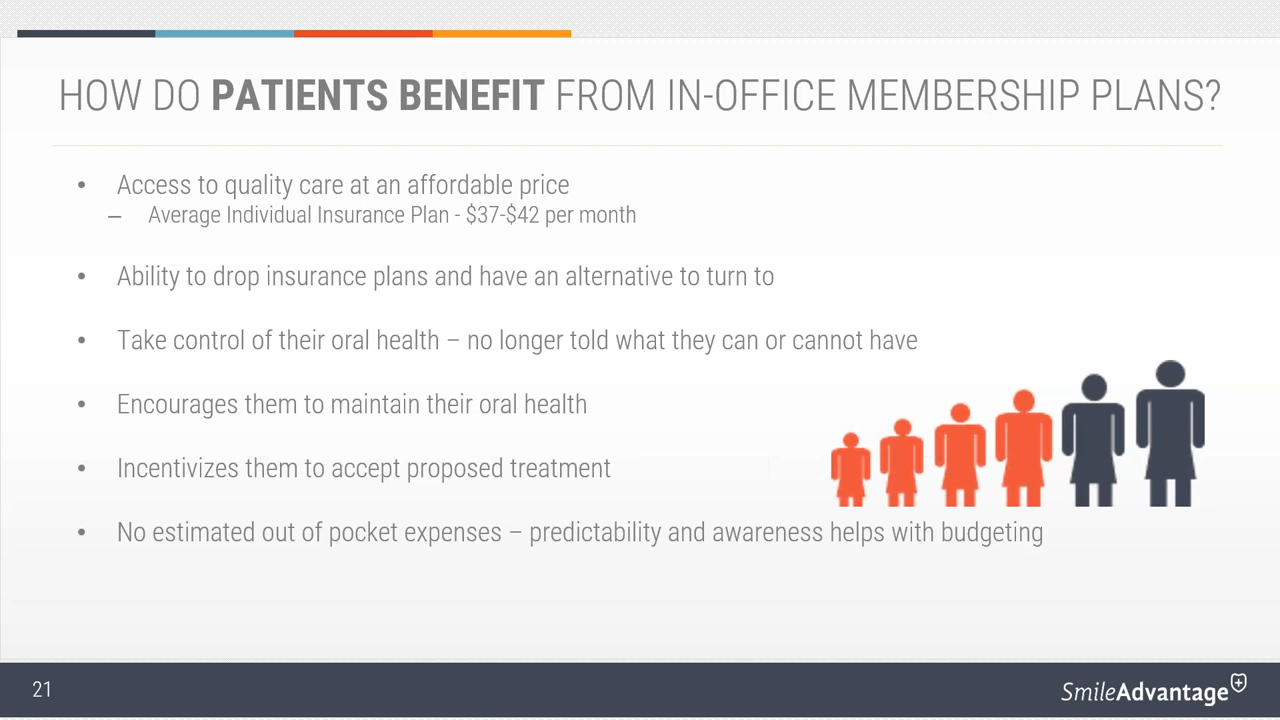 HOW DO PATIENTS BENEFIT FROM IN-OFFICE MEMBERSHIP PLANS?
• Access to quality care at an affordable price
– Average Individual Insurance Plan - $37-$42 per month
• Ability to drop insurance plans and have an alternative to turn to
• Take control of their oral health – no longer told what they can or cannot have
• Encourages them to maintain their oral health
• Incentivizes them to accept proposed treatment
• No estimated out of pocket expenses – predictability and awareness helps with budgeting
21
SmileAdvantage